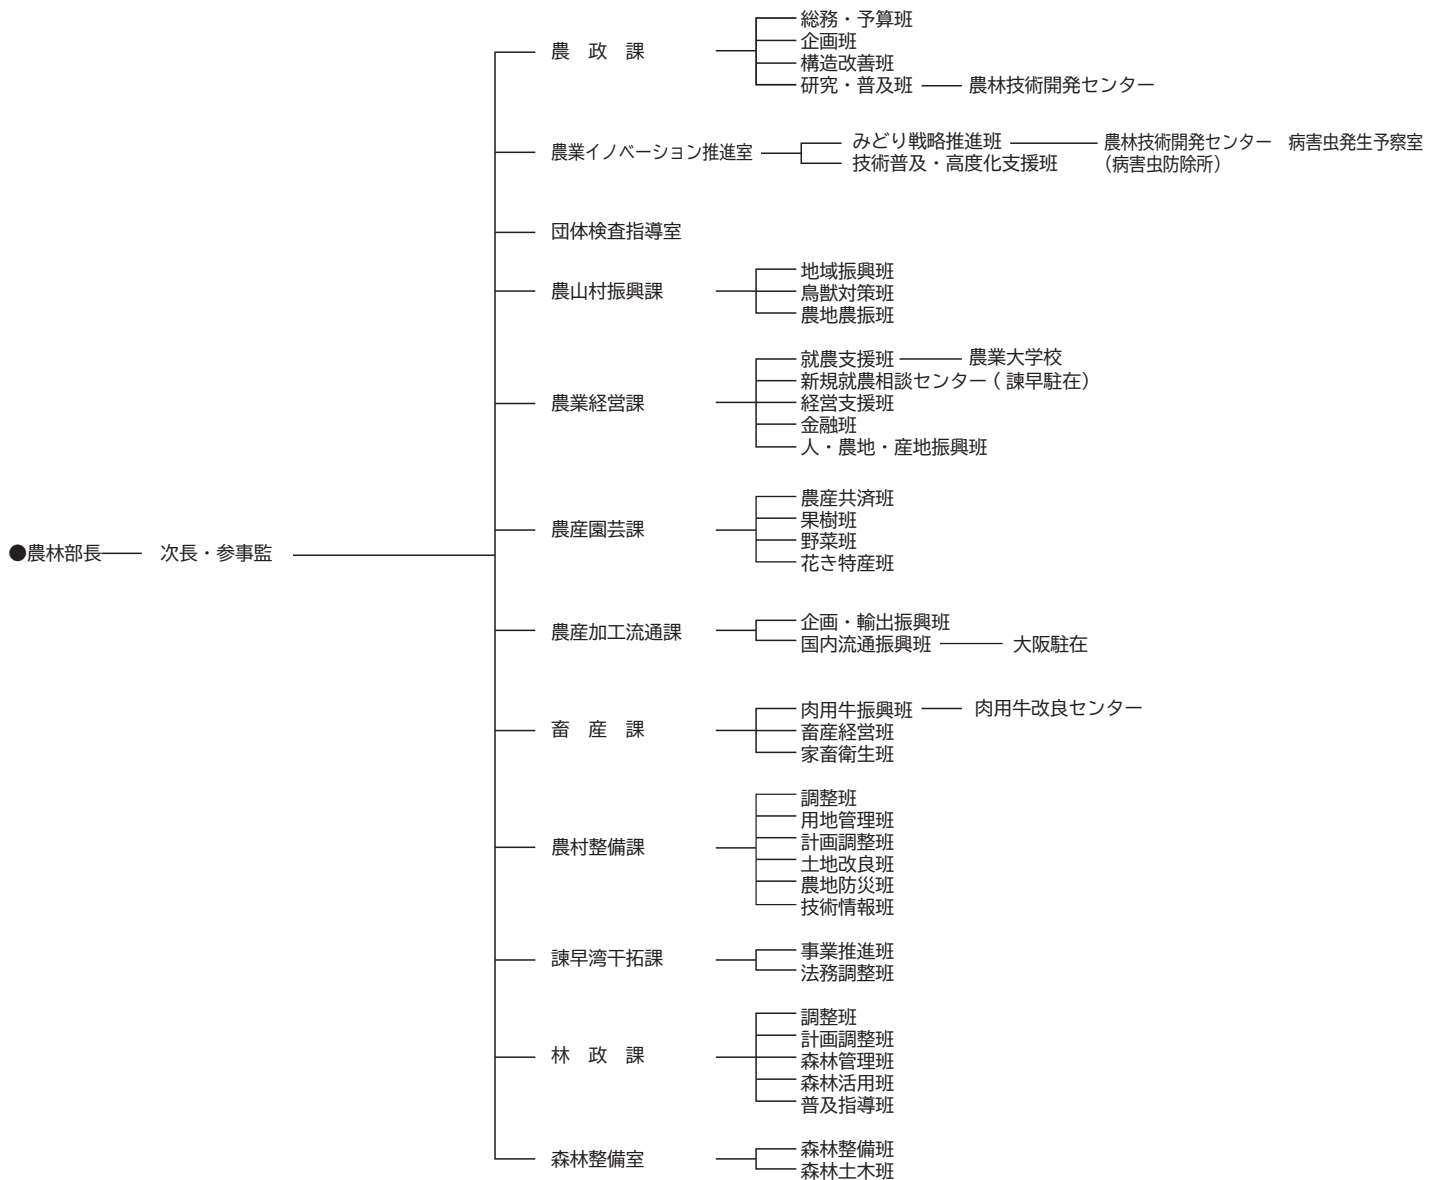 ●農林部長
次長・参事監
農　政　課
総務・予算班
企画班
構造改善班
研究・普及班
農林技術開発センター
農業イノベーション推進室
みどり戦略推進班
農林技術開発センター　病害虫発生予察室
技術普及・高度化支援班
（病害虫防除所）
団体検査指導室
農山村振興課
地域振興班
鳥獣対策班
農地農振班
農業経営課
就農支援班
農業大学校
新規就農相談センター（ 諫早駐在）
経営支援班
金融班
人・農地・産地振興班
農産園芸課
農産共済班
果樹班
野菜班
花き特産班
農産加工流通課
企画・輸出振興班
国内流通振興班
大阪駐在
畜　産　課
肉用牛振興班
肉用牛改良センター
畜産経営班
家畜衛生班
農村整備課
調整班
用地管理班
計画調整班
土地改良班
農地防災班
技術情報班
諫早湾干拓課
事業推進班
法務調整班
林　政　課
調整班
計画調整班
森林管理班
森林活用班
普及指導班
森林整備室
森林整備班
森林土木班